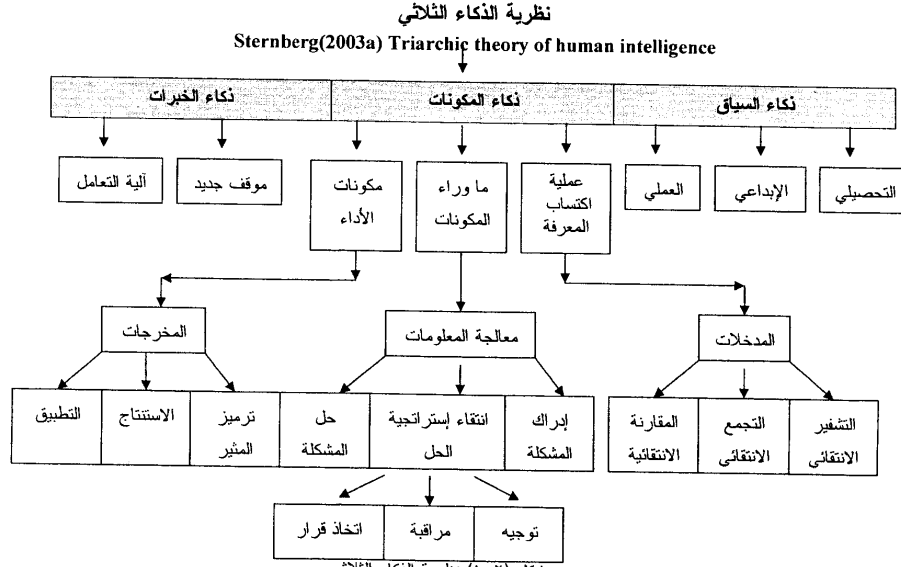 نظرية الذكاء الثلاثي
Sternberg(2003a) Triarchic theory of human intelligence
ذكاء السياق
ذكاء المكونات
ذكاء الخبرات
التحصيلي
الإبداعي
العملي
عملية
اكتساب
المعرفة
ما وراء
المكونات
مكونات
الأداء
موقف جديد
آلية التعامل
المدخلات
معالجة المعلومات
المخرجات
التشفير
الانتقائي
التجمع
الانتقائي
المقارنة
الانتقائية
إدراك
المشكلة
انتقاء إستراتجية
الحل
حل
المشكلة
ترميز
المثير
الاستنتاج
التطبيق
توجيه
مراقبة
اتخاذ قرار